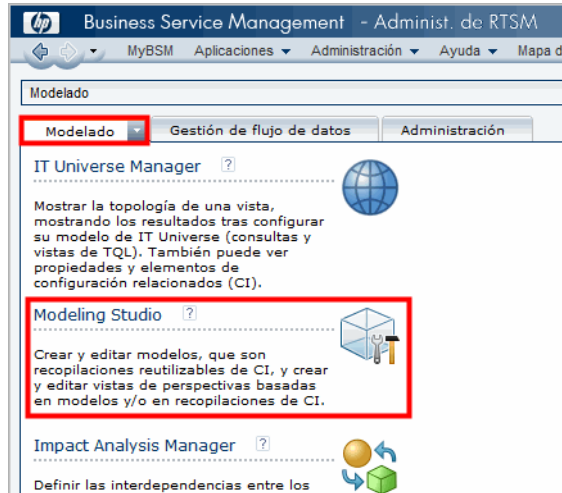 hp Business Service Management - Administ. de RTSM
MyBSM Aplicaciones Administración Ayuda Mapa d
Modelado
Modelado Gestión de flujo de datos Administración
IT Universe Manager ?
Mostrar la topología de una vista,
mostrando los resultados tras configurar
su modelo de IT Universe (consultas y
vistas de TQL). También puede ver
propiedades y elementos de
configuración relacionados (CI).
Modeling Studio ?
Crear y editar modelos, que son
recopilaciones reutilizables de CI, y crear
y editar vistas de perspectivas basadas
en modelos y/o en recopilaciones de CI.
Impact Analysis Manager ?
Definir las interdependencias entre los